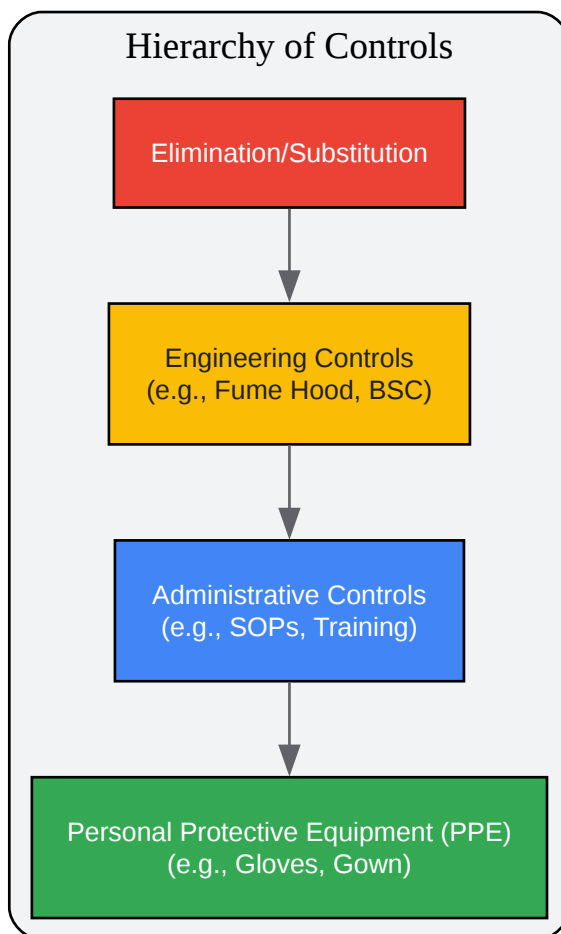 Hierarchy of Controls
Elimination/Substitution
Engineering Controls
(e.g., Fume Hood, BSC)
Administrative Controls
(e.g., SOPs, Training)
Personal Protective Equipment (PPE)
(e.g., Gloves, Gown)